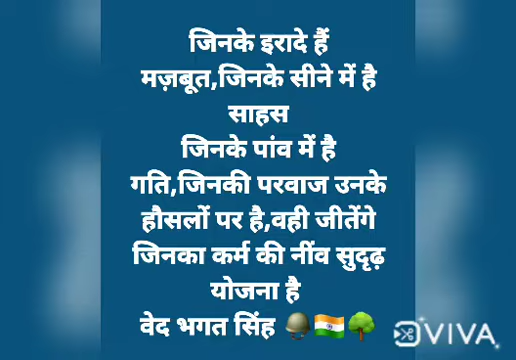 जिनके इरादे हैं
मज़बूत,जिनके सीने में है
साहस
जिनके पांव में है
गति,जिनकी परवाज उनके
हौसलों पर है,वही जीतेंगे
जिनका कर्म की नींव सुदृढ़
योजना है
वेद भगत सिंह 🪖🇮🇳🌳
VIVA